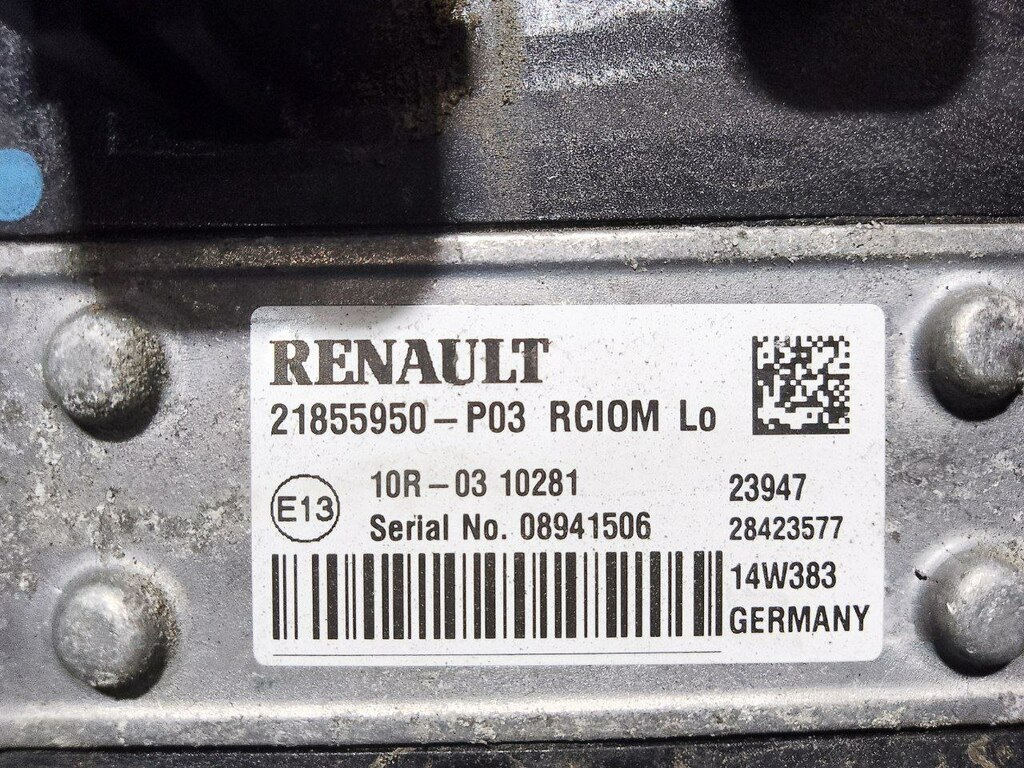 RENAULT
21855950-P03 RCIOM Lo
E13
10R-03 10281
Serial No. 08941506
23947
28423577
14W383
GERMANY